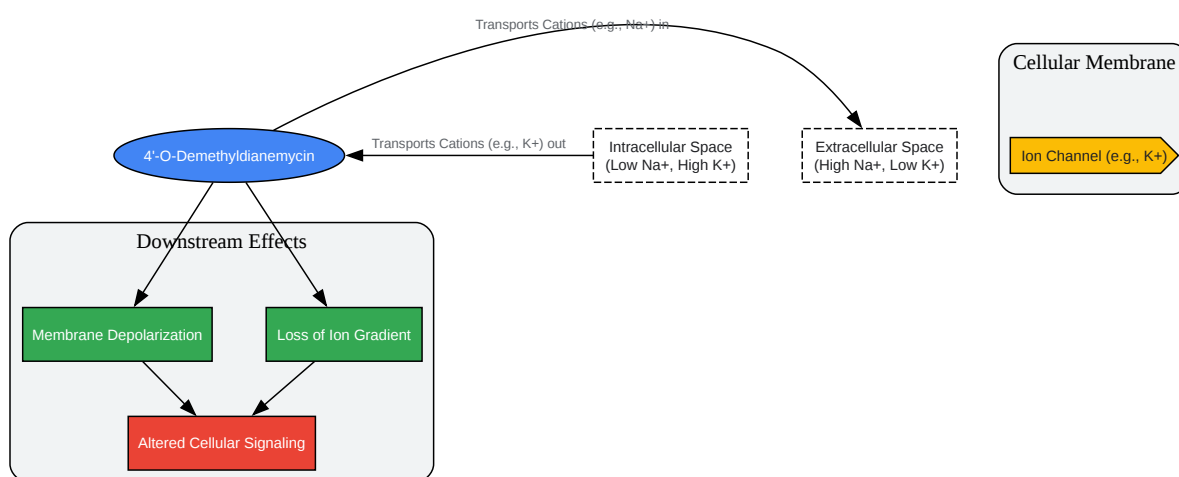 Transports Cations (e.g., Na+) in
Cellular Membrane
4'-O-Demethyldianemycin
Transports Cations (e.g., K+) out
Intracellular Space
(Low Na+, High K+)
Extracellular Space
(High Na+, Low K+)
Ion Channel (e.g., K+)
Downstream Effects
Membrane Depolarization
Loss of Ion Gradient
Altered Cellular Signaling